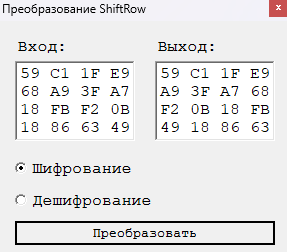 Преобразование ShiftRow
Вход: Выход:
59 C1 1F E9 59 C1 1F E9
68 A9 3F A7 A9 3F A7 68
18 FB F2 0B F2 0B 18 FB
18 86 63 49 49 18 86 63
Шифрование
Дешифрование
Преобразовать